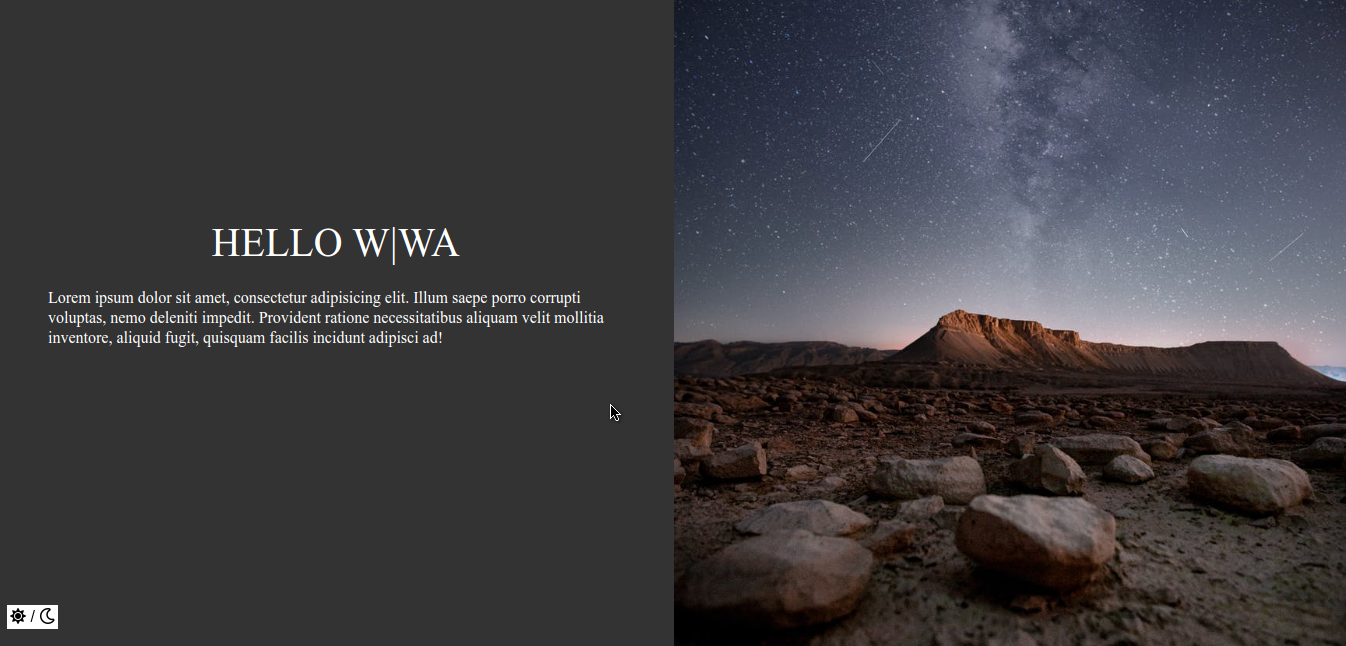 HELLO W|WA
Lorem ipsum dolor sit amet, consectetur adipisicing elit. Illum saepe porro corrupti
voluptas, nemo deleniti impedit. Provident ratione necessitatibus aliquam velit mollitia
inventore, aliquid fugit, quisquam facilis incidunt adipisci ad!
/